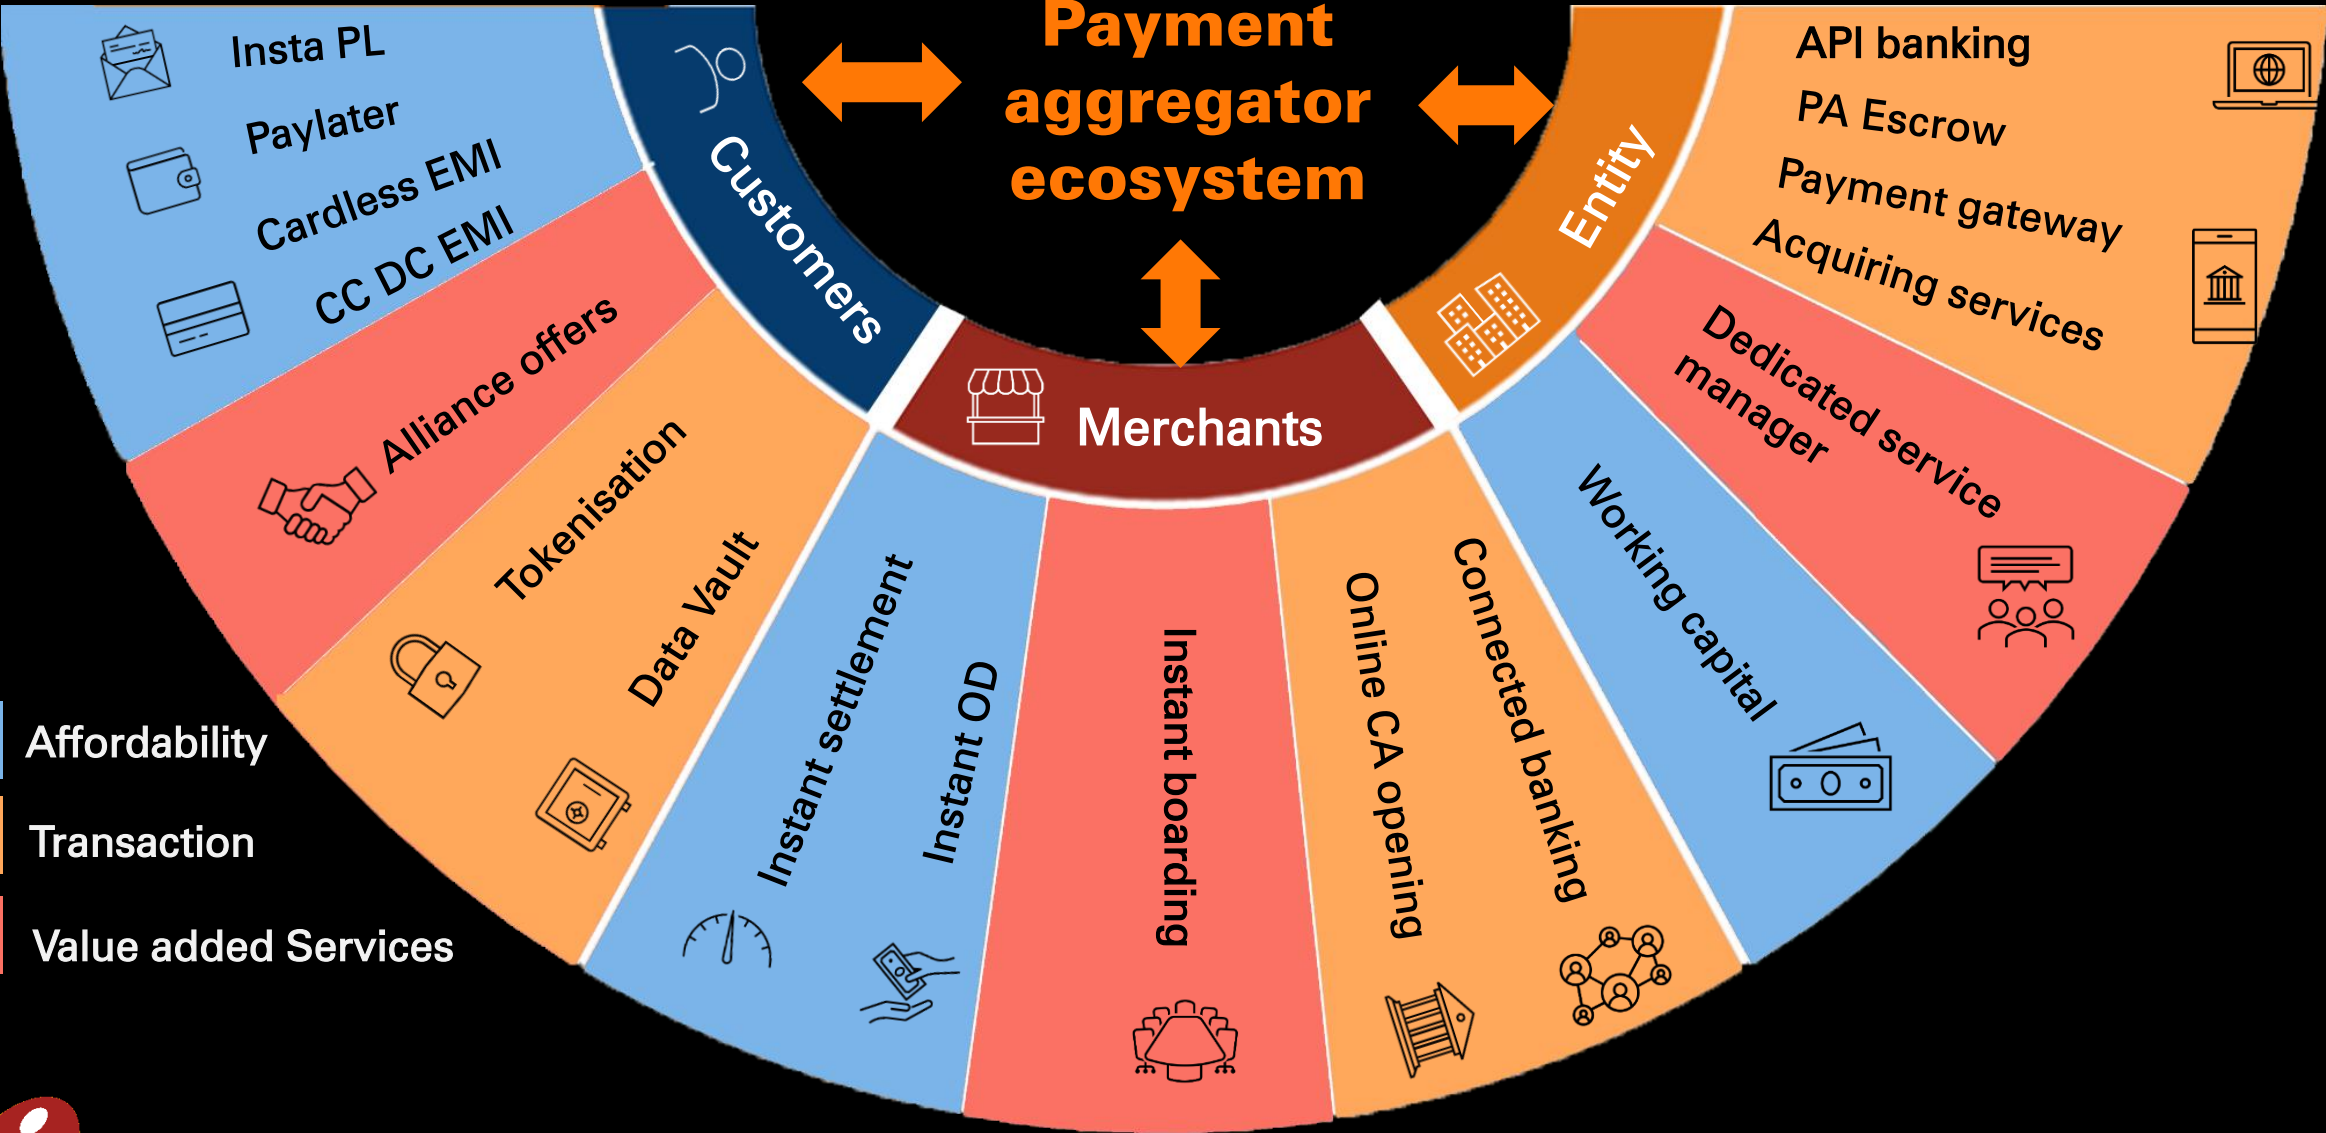 Payment
aggregator
ecosystem
Customers
Merchants
Entity
Insta PL
Paylater
Cardless EMI
CC DC EMI
Alliance offers
Tokenisation
Data Vault
Instant settlement
Instant OD
Instant boarding
Online CA opening
Connected banking
Working capital
Dedicated service
manager
API banking
PA Escrow
Payment gateway
Acquiring services
Affordability
Transaction
Value added Services